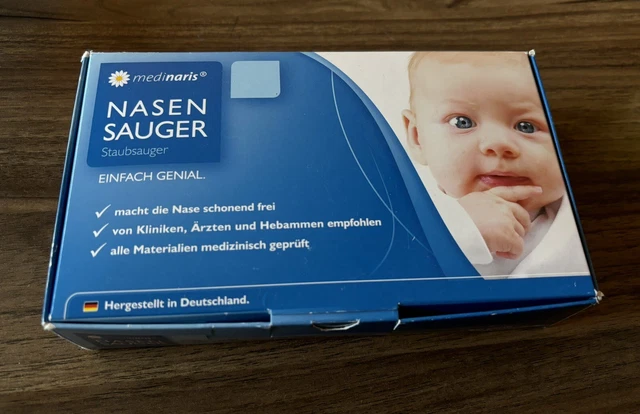 medinaris®
NASEN
SAUGER
Staubsauger
EINFACH GENIAL.
macht die Nase schonend frei
von Kliniken, Ärzten und Hebammen empfohlen
alle Materialien medizinisch geprüft
Hergestellt in Deutschland.